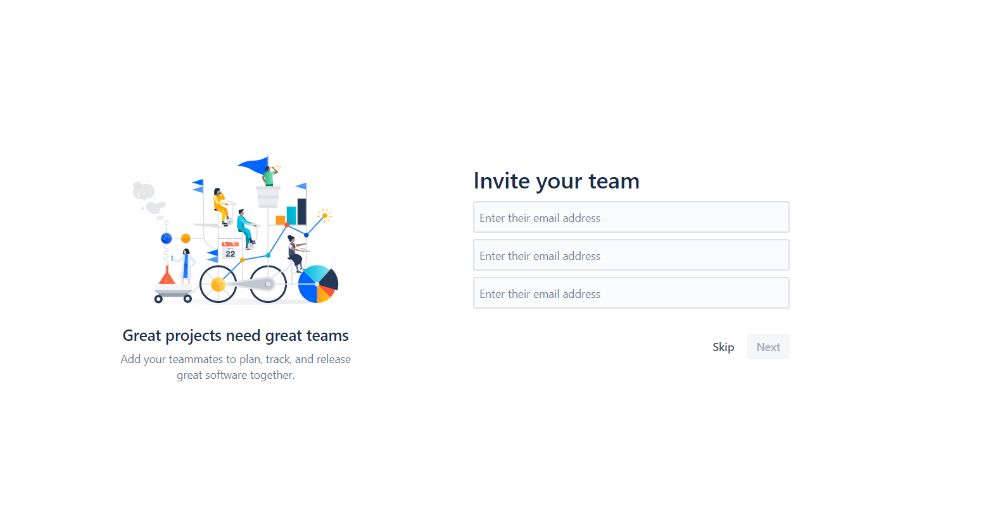 Invite your team
Enter their email address
Enter their email address
Enter their email address
Skip
Next
22
Great projects need great teams
Add your teammates to plan, track, and release
great software together.